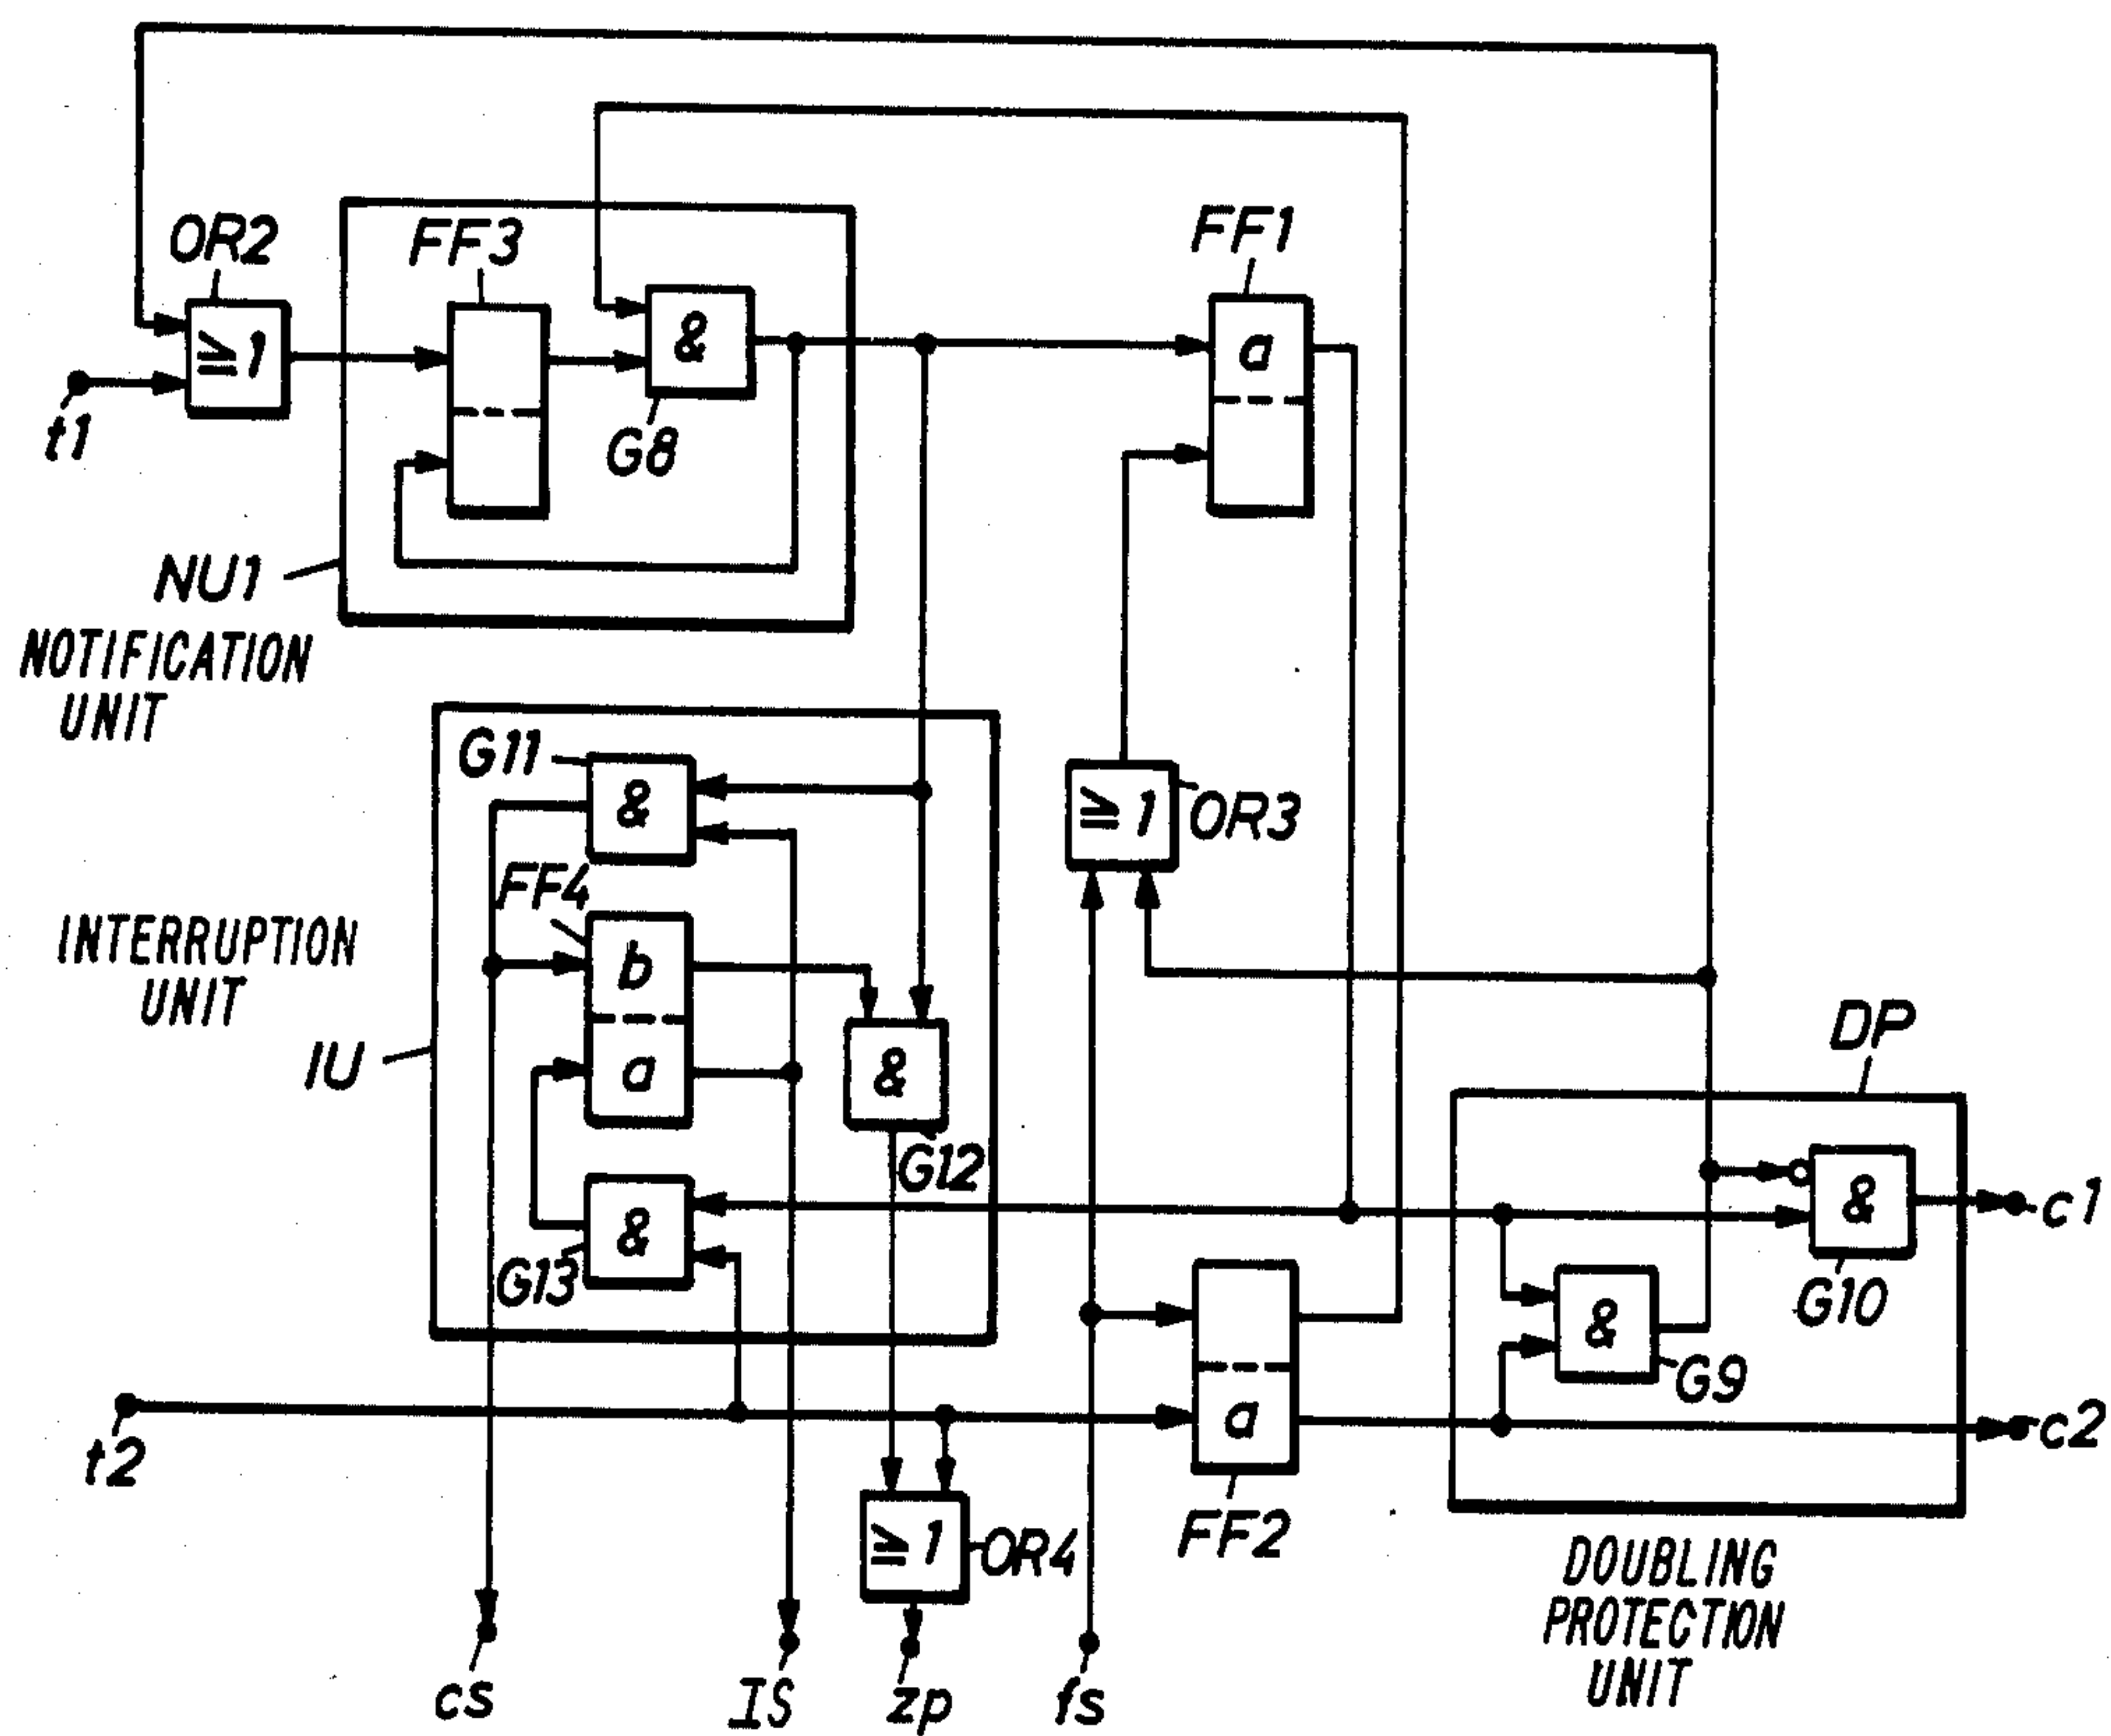 OR2
≥1
t1
FF3
&
G8
FF1
a
NU1
NOTIFICATION
UNIT
G11
&
FF4
b
a
&
G12
INTERRUPTION
UNIT
IU
&
G13
≥1
OR3
DP
&
c1
G10
&
G9
c2
t2
a
FF2
≥1
OR4
DOUBLING
PROTECTION
UNIT
cs
IS
zp
fs